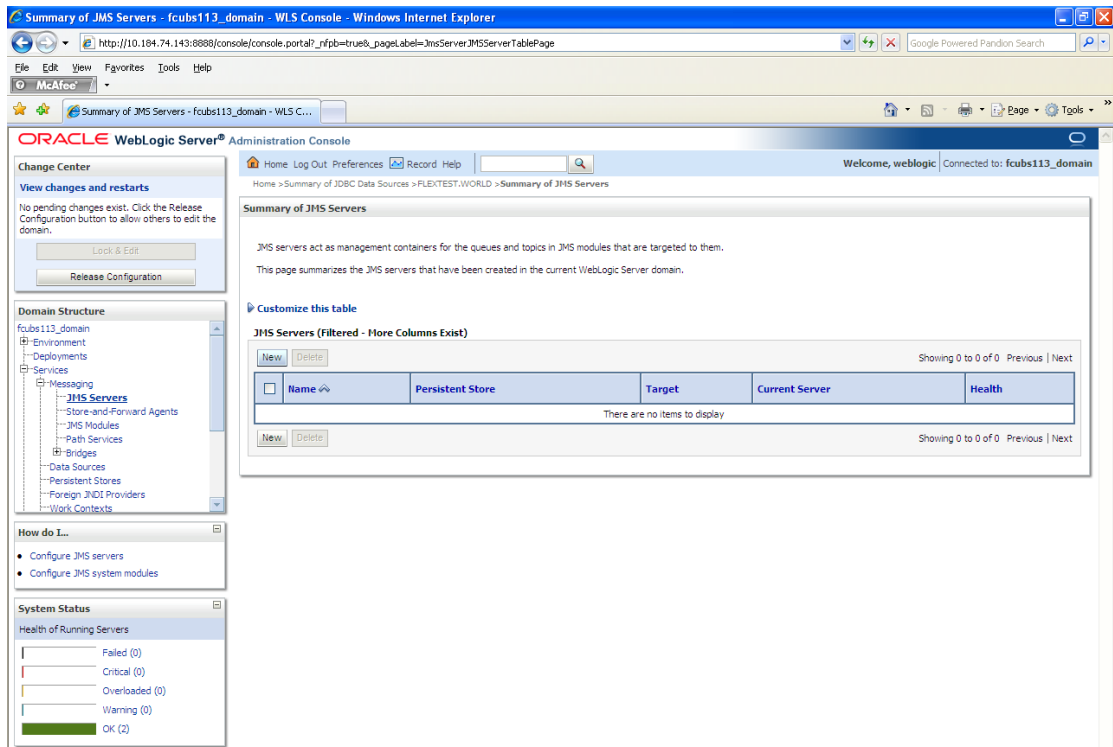 Summary of JMS Servers - fcubs113_domain - WLS Console - Windows Internet Explorer
http://10.184.74.143:8888/console/console.portal?_nfpb=true&_pageLabel=JmsServerJMSServerTablePage
Google Powered Pandion Search
File Edit View Favorites Tools Help
McAfee
Summary of JMS Servers - fcubs113_domain - WLS C...
Page Tools
ORACLE WebLogic Server® Administration Console
Change Center
View changes and restarts
No pending changes exist. Click the Release
Configuration button to allow others to edit the
domain.
Lock & Edit
Release Configuration
Domain Structure
fcubs113_domain
Environment
Deployments
Services
Messaging
JMS Servers
Store-and-Forward Agents
JMS Modules
Path Services
Bridges
Data Sources
Persistent Stores
Foreign JNDI Providers
Work Contexts
How do I...
Configure JMS servers
Configure JMS system modules
System Status
Health of Running Servers
Failed (0)
Critical (0)
Overloaded (0)
Warning (0)
OK (2)
Home Log Out Preferences Record Help
Welcome, weblogic Connected to: fcubs113_domain
Home >Summary of JDBC Data Sources >FLEXTEST.WORLD >Summary of JMS Servers
Summary of JMS Servers
JMS servers act as management containers for the queues and topics in JMS modules that are targeted to them.
This page summarizes the JMS servers that have been created in the current WebLogic Server domain.
Customize this table
JMS Servers (Filtered - More Columns Exist)
New Delete Showing 0 to 0 of 0 Previous | Next
Name Persistent Store Target Current Server Health
There are no items to display
New Delete Showing 0 to 0 of 0 Previous | Next